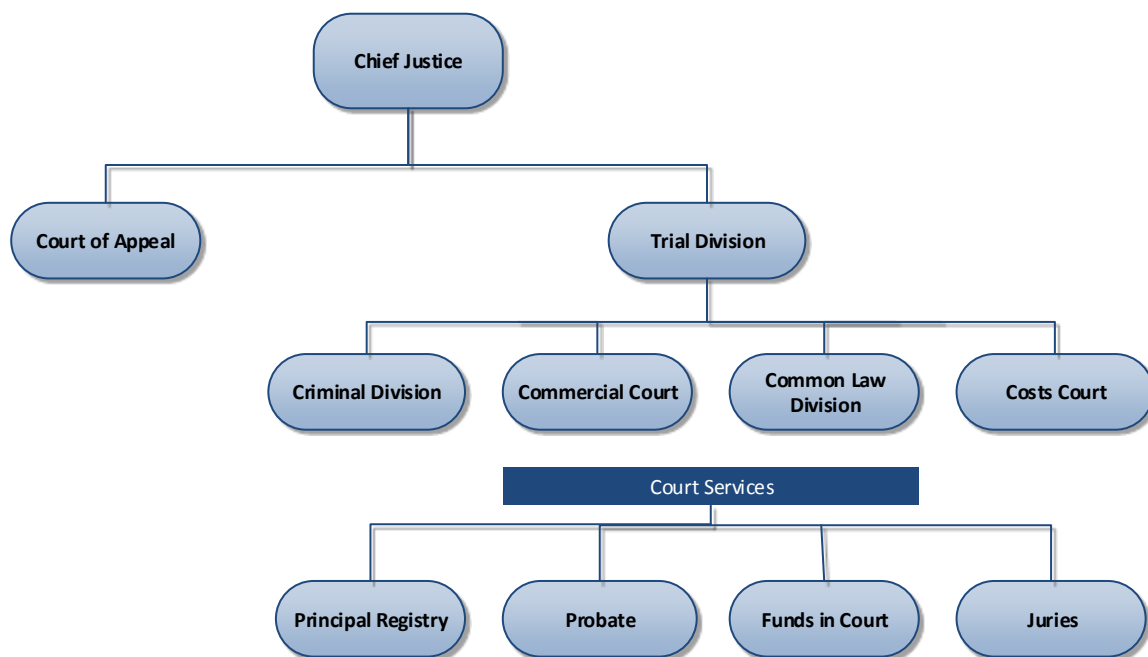 Chief Justice
Court of Appeal
Trial Division
Criminal Division
Commercial Court
Common Law
Division
Costs Court
Court Services
Principal Registry
Probate
Funds in Court
Juries